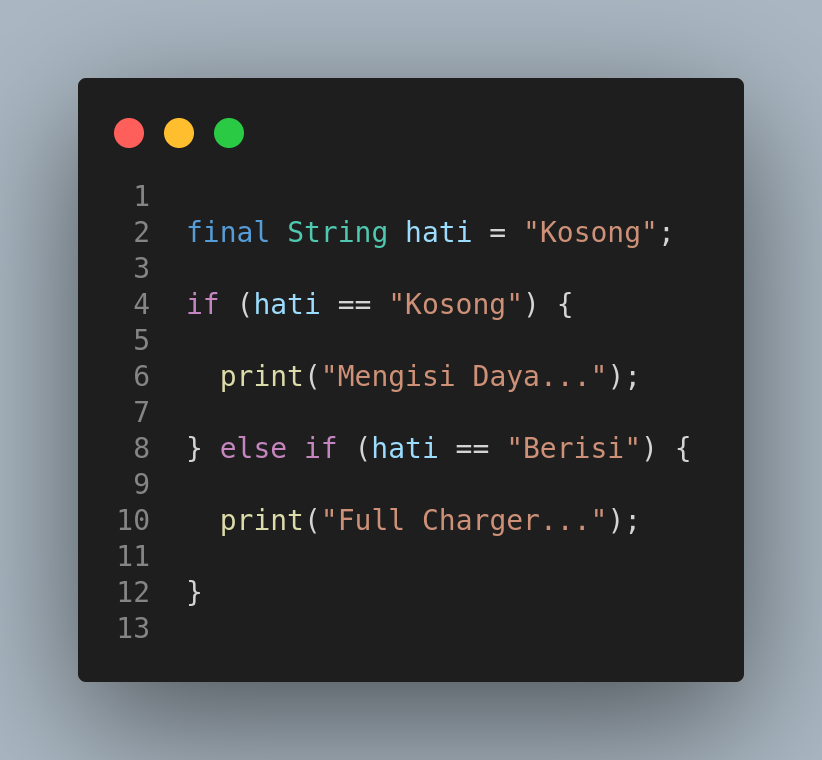 1
2 final String hati = "Kosong";
3
4 if (hati == "Kosong") {
5
6   print("Mengisi Daya...");
7
8 } else if (hati == "Berisi") {
9
10   print("Full Charger...");
11
12 }
13